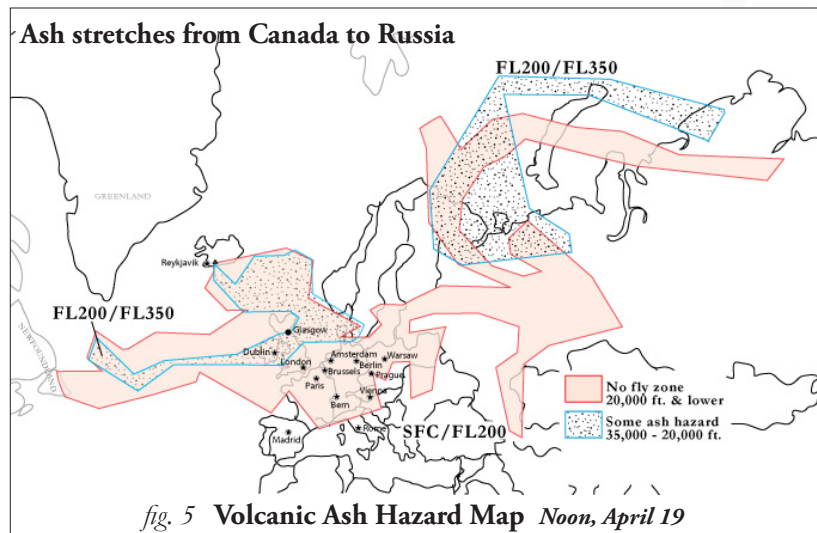 Ash stretches from Canada to Russia
FL200/FL350
GREENLAND
Reykjavik
FL200/FL350
NEWFOUNDLAND
Glasgow
Dublin
London
Amsterdam
Warsaw
Berlin
Brussels
Prague
Paris
Vienna
Bern
Rome
Madrid
SFC/FL200
No fly zone
20,000 ft. & lower
Some ash hazard
35,000 - 20,000 ft.
fig. 5 Volcanic Ash Hazard Map Noon, April 19